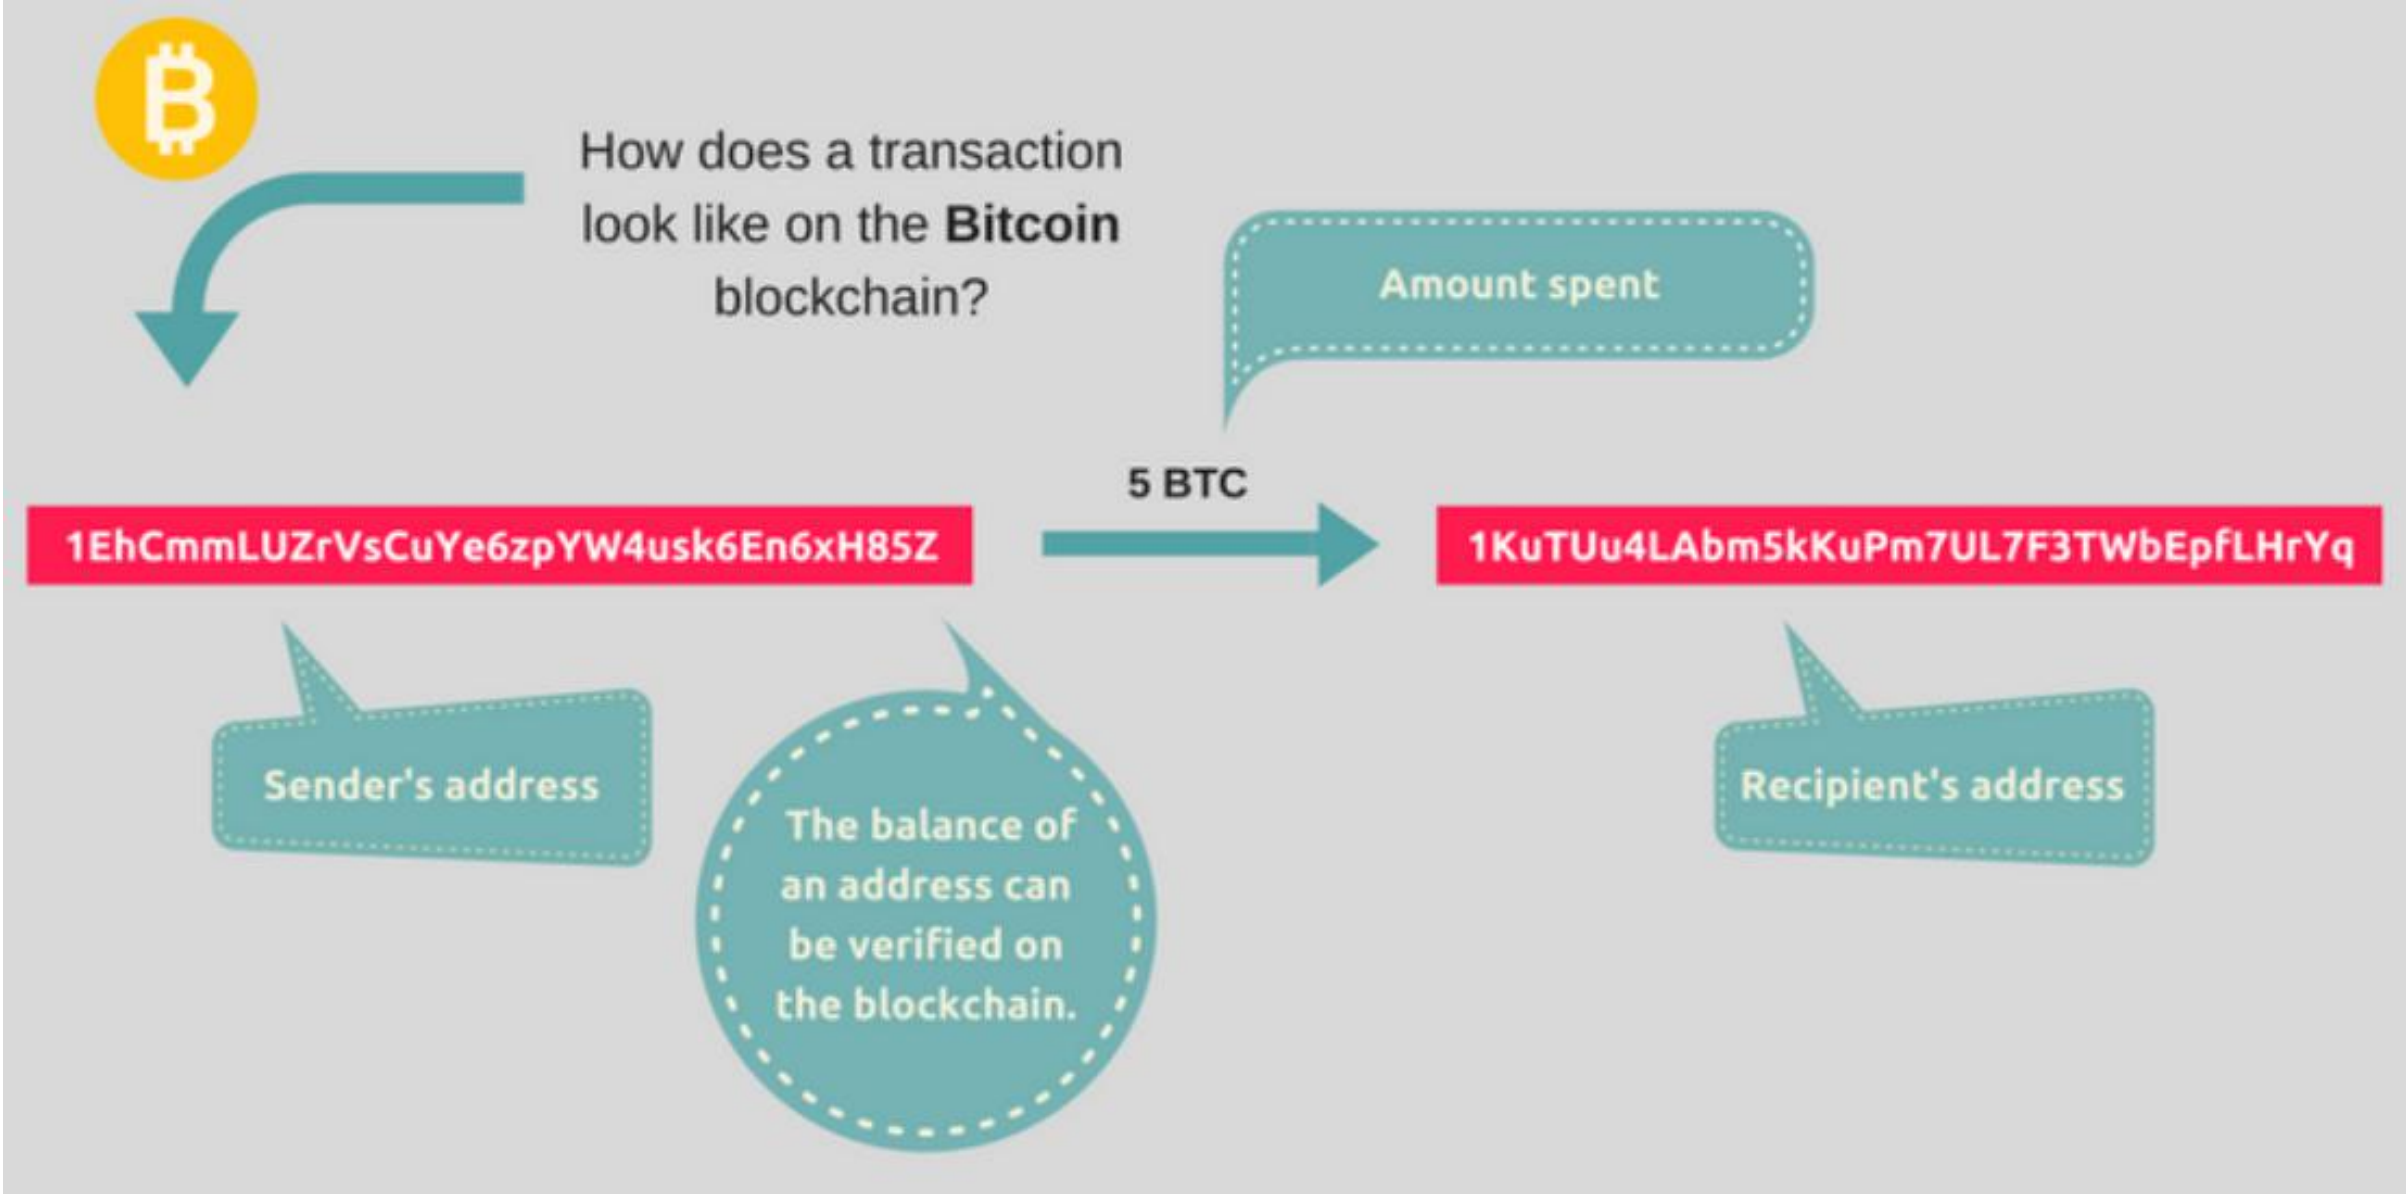 How does a transaction
look like on the Bitcoin
blockchain?
Amount spent
5 BTC
1EhCmmLUZrVsCuYe6zpYW4usk6En6xH85Z
1KuTUu4LAbm5kKuPm7UL7F3TWbEpfLHrYq
Sender's address
The balance of
an address can
be verified on
the blockchain.
Recipient's address